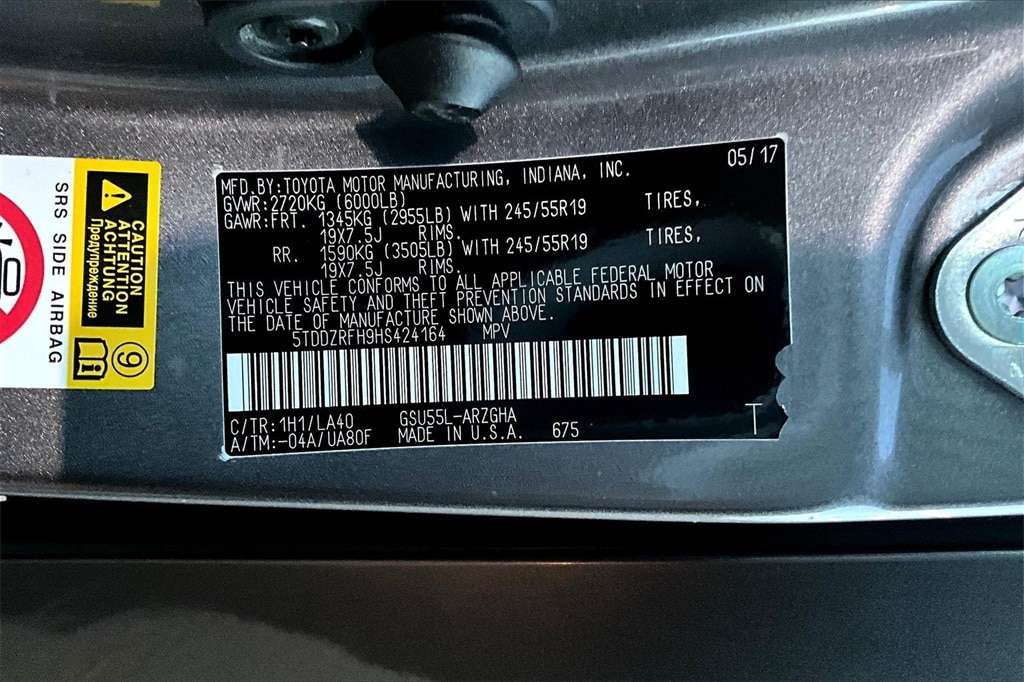 05/17
MFD.BY:TOYOTA MOTOR MANUFACTURING, INDIANA, INC.
GVWR:2720KG (6000LB)
GAWR:FRT. 1345KG (2955LB) WITH 245/55R19 TIRES,
19X7.5J RIMS.
RR. 1590KG (3505LB) WITH 245/55R19 TIRES,
19X7.5J RIMS.
THIS VEHICLE CONFORMS TO ALL APPLICABLE FEDERAL MOTOR
VEHICLE SAFETY AND THEFT PREVENTION STANDARDS IN EFFECT ON
THE DATE OF MANUFACTURE SHOWN ABOVE.
5TDDZRFH9HS424164 MPV
C/TR:1H1/LA40 GSU55L-ARZGHA
A/TM:-04A/UA80F MADE IN U.S.A. 675
T
SRS SIDE AIRBAG
CAUTION
ATTENTION
ACHTUNG
Предупреждение
9